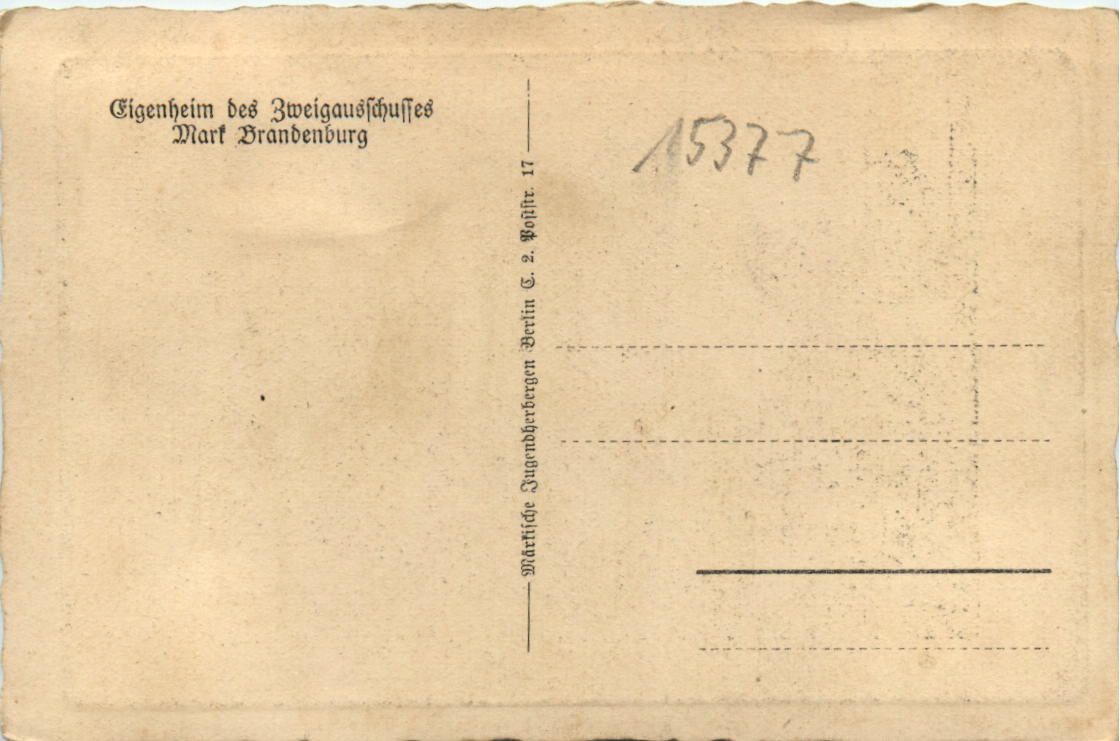 Eigenheim des Zweigausschusses
Mark Brandenburg
Märkische Jugendherbergen Berlin C. 2. Poststr. 17
15377